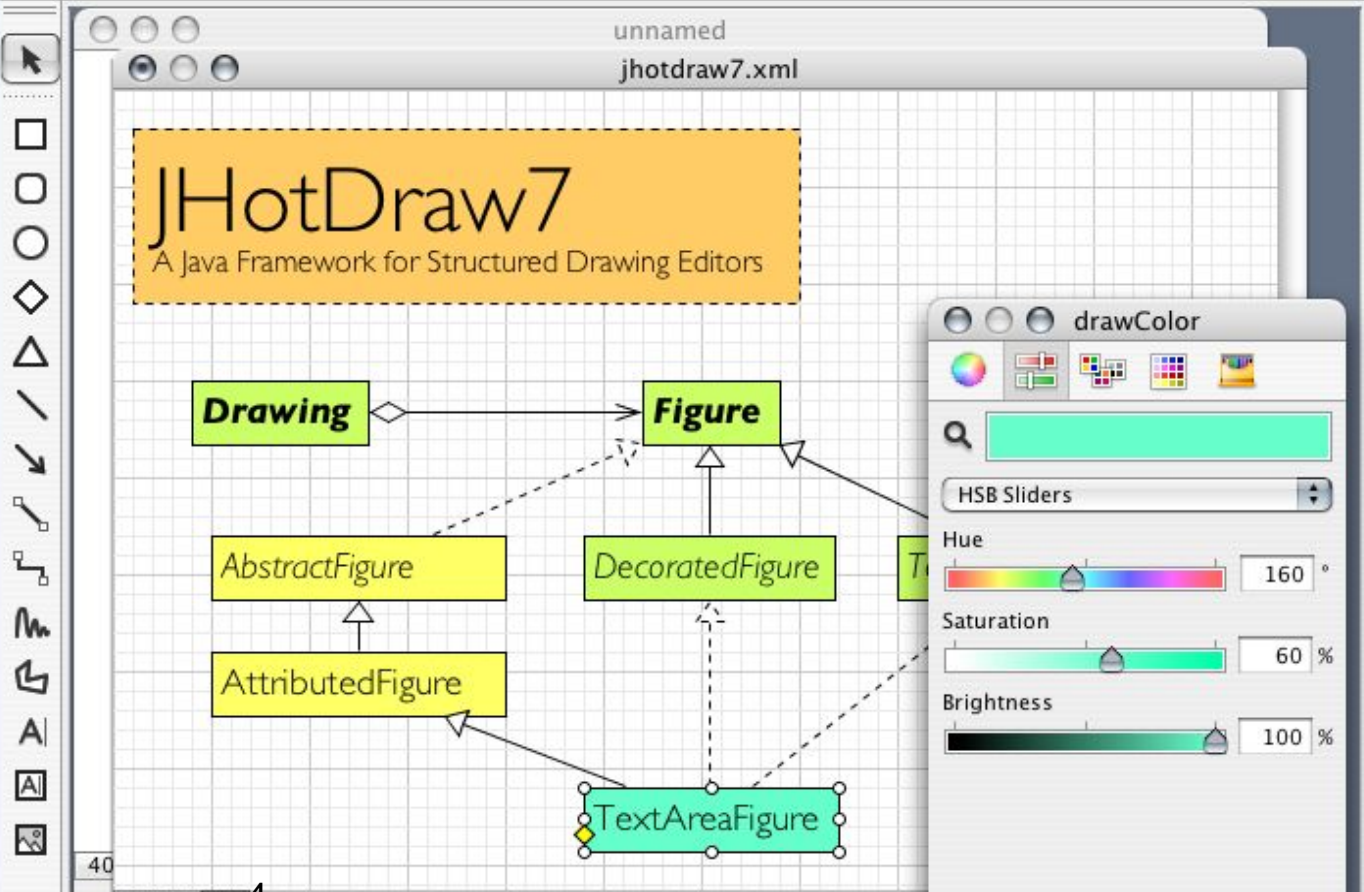 unnamed
jhotdraw7.xml
JHotDraw7
A Java Framework for Structured Drawing Editors
drawColor
Drawing
Figure
HSB Sliders
Hue
160 °
AbstractFigure
DecoratedFigure
Saturation
60 %
AttributedFigure
Brightness
100 %
TextAreaFigure
A
A
40